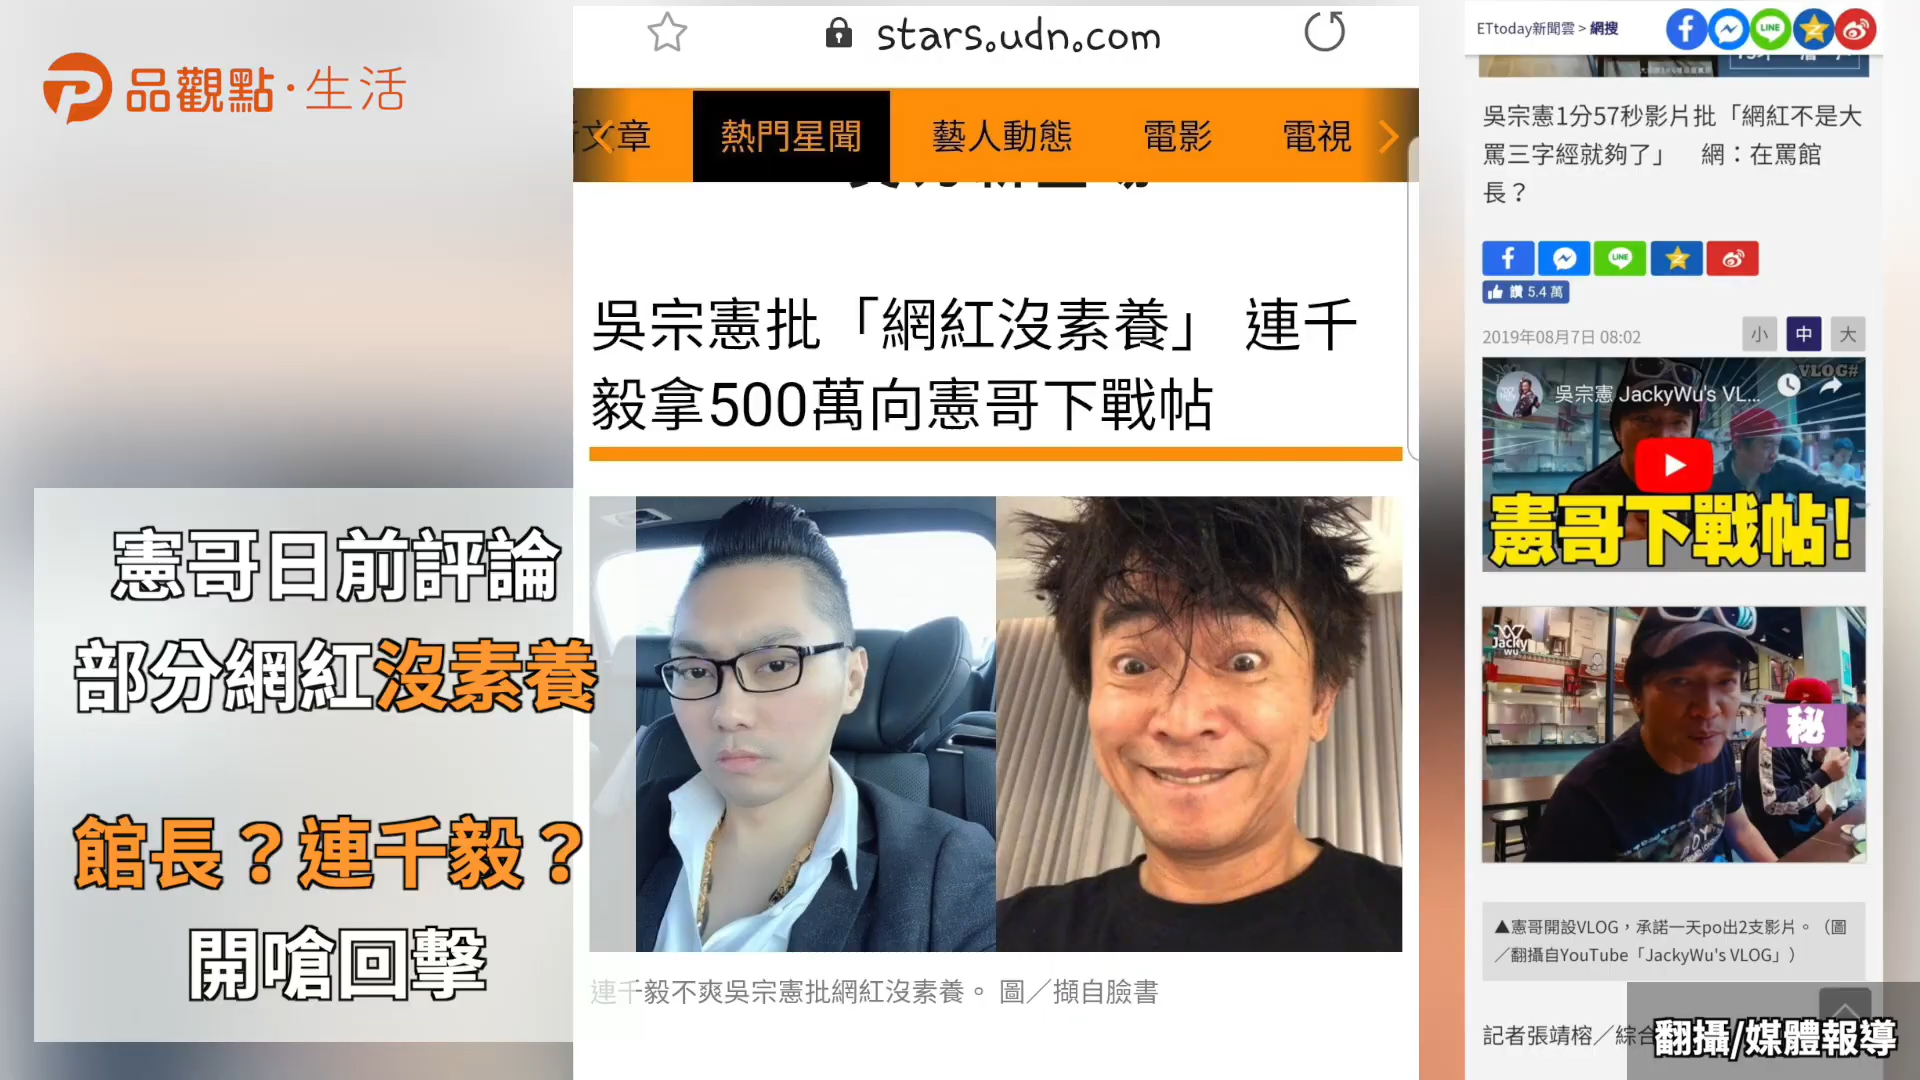 品觀點·生活
憲哥日前評論
部分網紅沒素養
館長？連千毅？
開嗆回擊
stars.udn.com
文章
熱門星聞
藝人動態
電影
電視
吳宗憲批「網紅沒素養」 連千
毅拿500萬向憲哥下戰帖
連千毅不爽吳宗憲批網紅沒素養。 圖／擷自臉書
ETtoday新聞雲 > 網搜
LINE
吳宗憲1分57秒影片批「網紅不是大
罵三字經就夠了」 網：在罵館
長？
LINE
讚 5.4 萬
2019年08月7日 08:02
小 中 大
VLOG#
吳宗憲 JackyWu's VL...
憲哥下戰帖!
Jacky
wu
秘
▲憲哥開設VLOG，承諾一天po出2支影片。（圖
／翻攝自YouTube「JackyWu's VLOG」）
記者張靖榕／綜合
翻攝/媒體報導